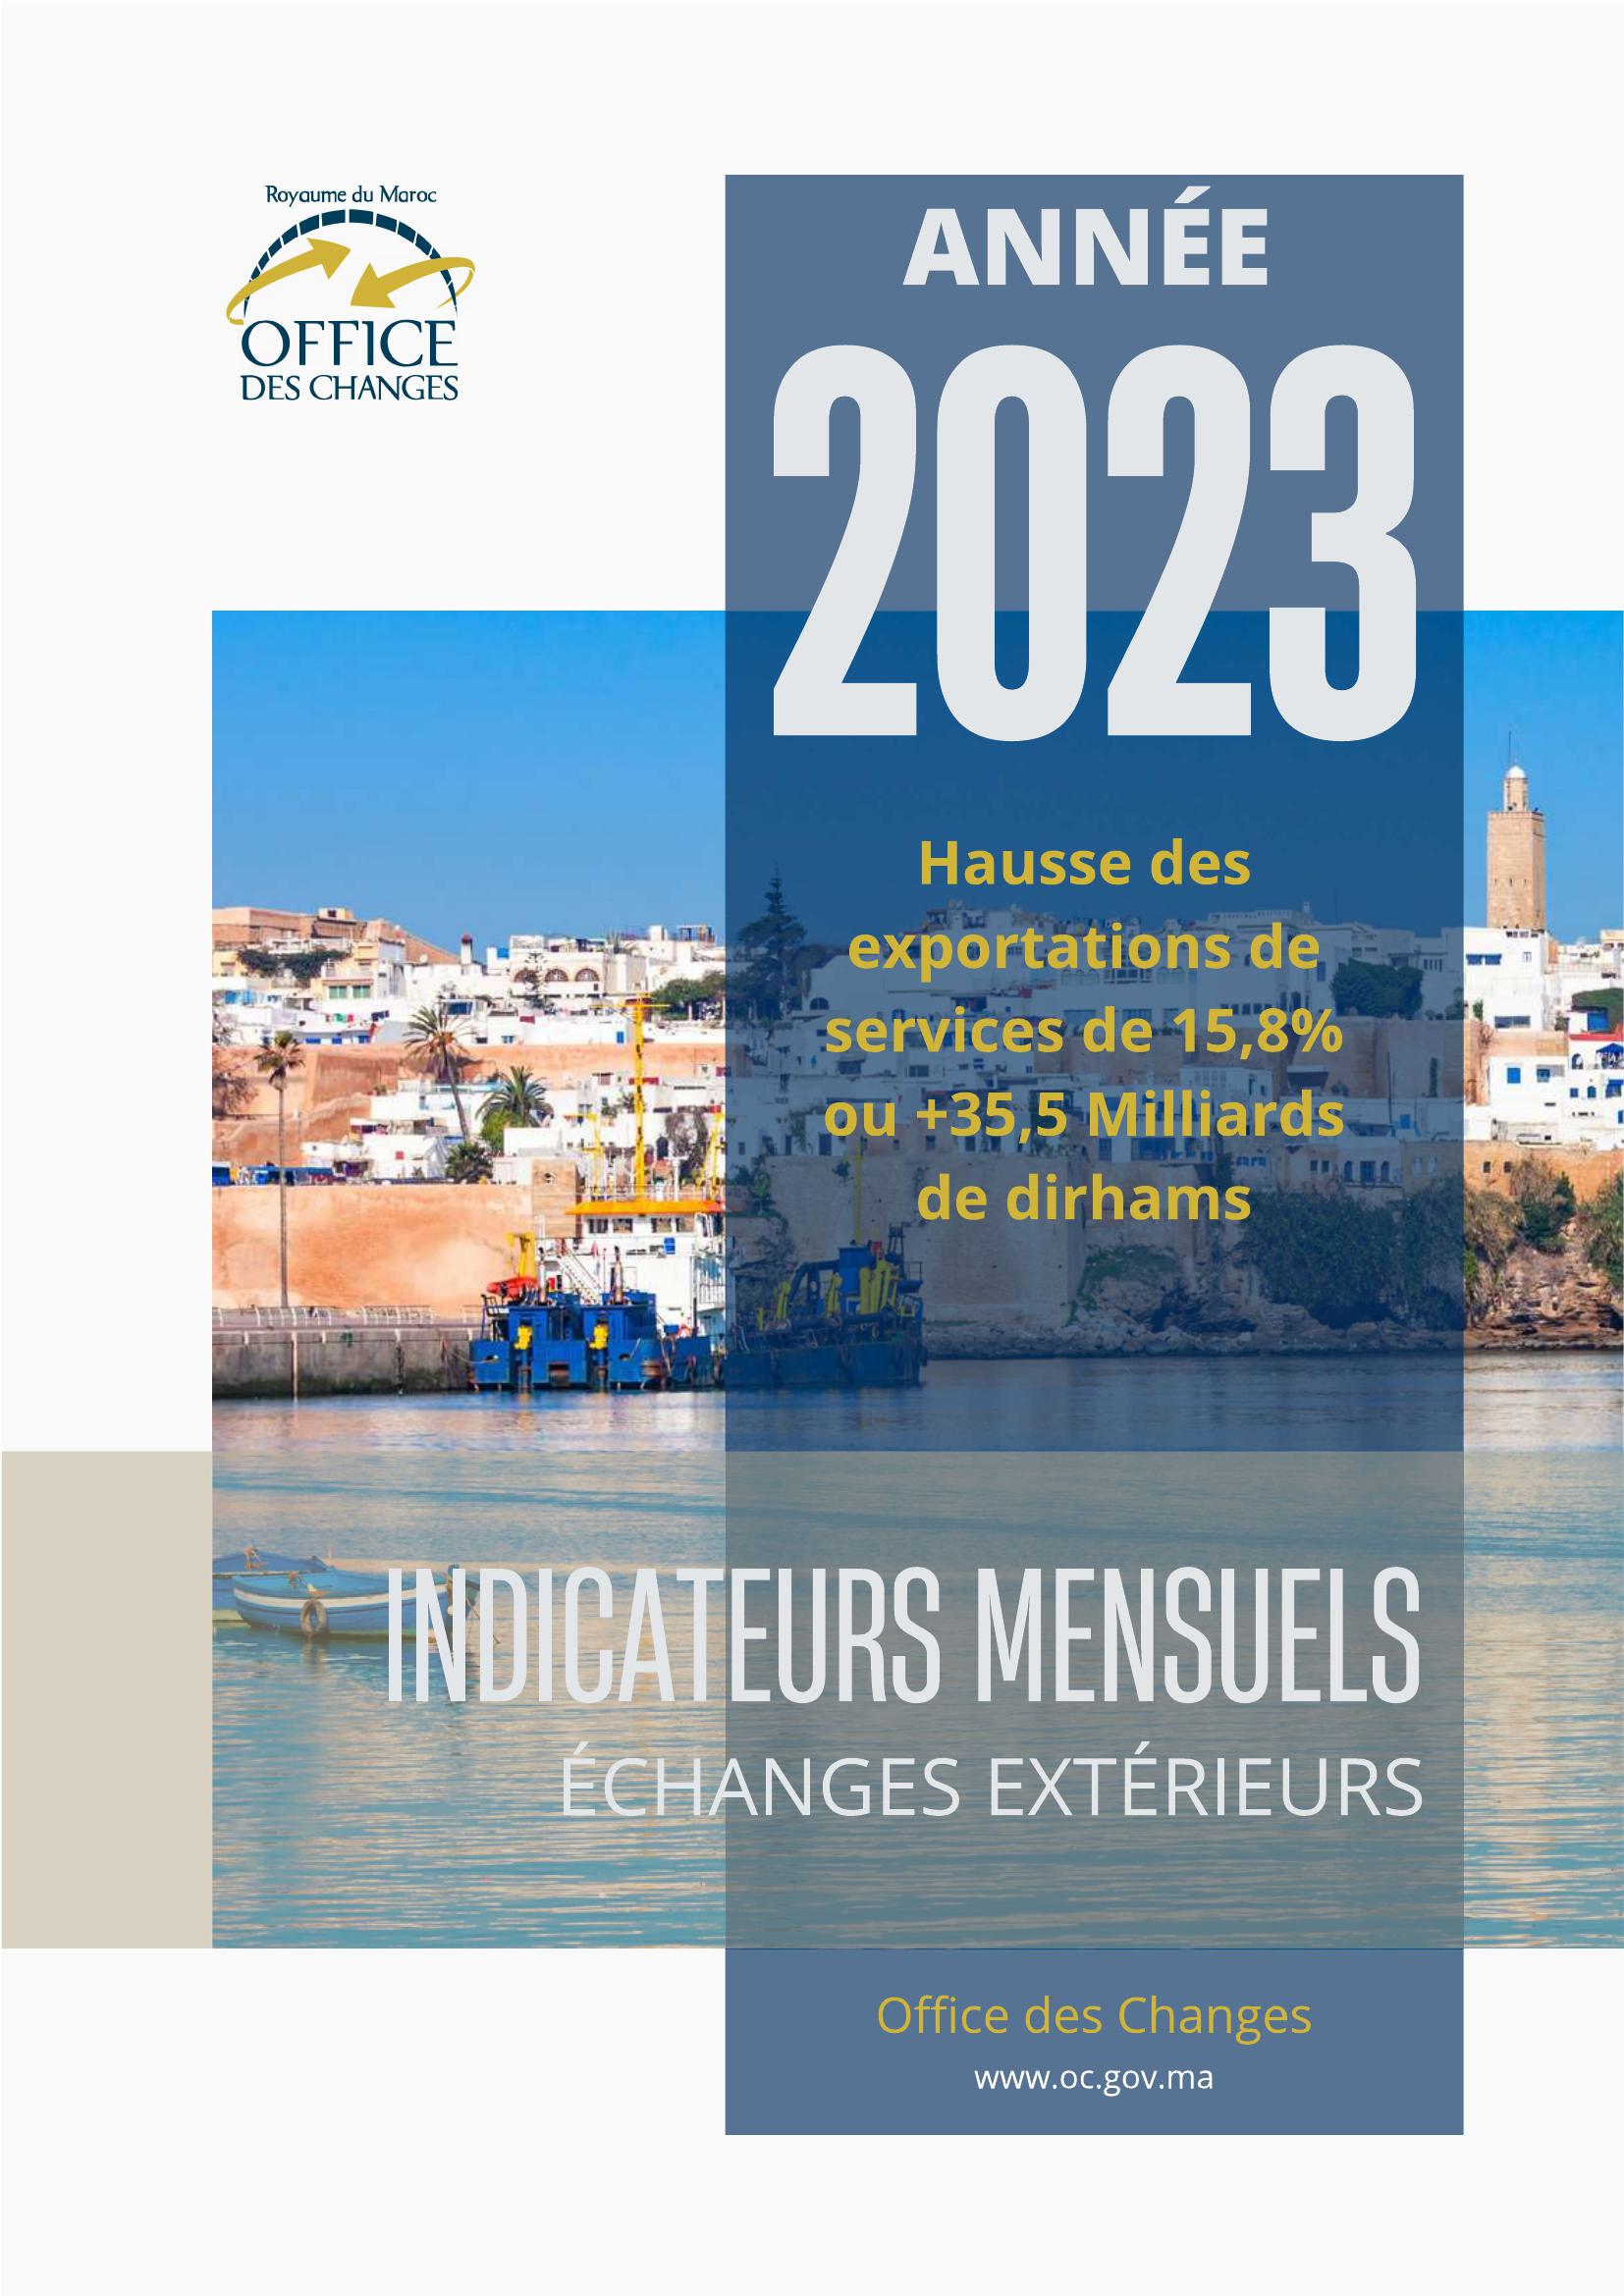 Royaume du Maroc
OFFICE
DES CHANGES
ANNÉE
2023
Hausse des
exportations de
services de 15,8%
ou +35,5 Milliards
de dirhams
INDICATEURS MENSUELS
ÉCHANGES EXTÉRIEURS
Office des Changes
www.oc.gov.ma